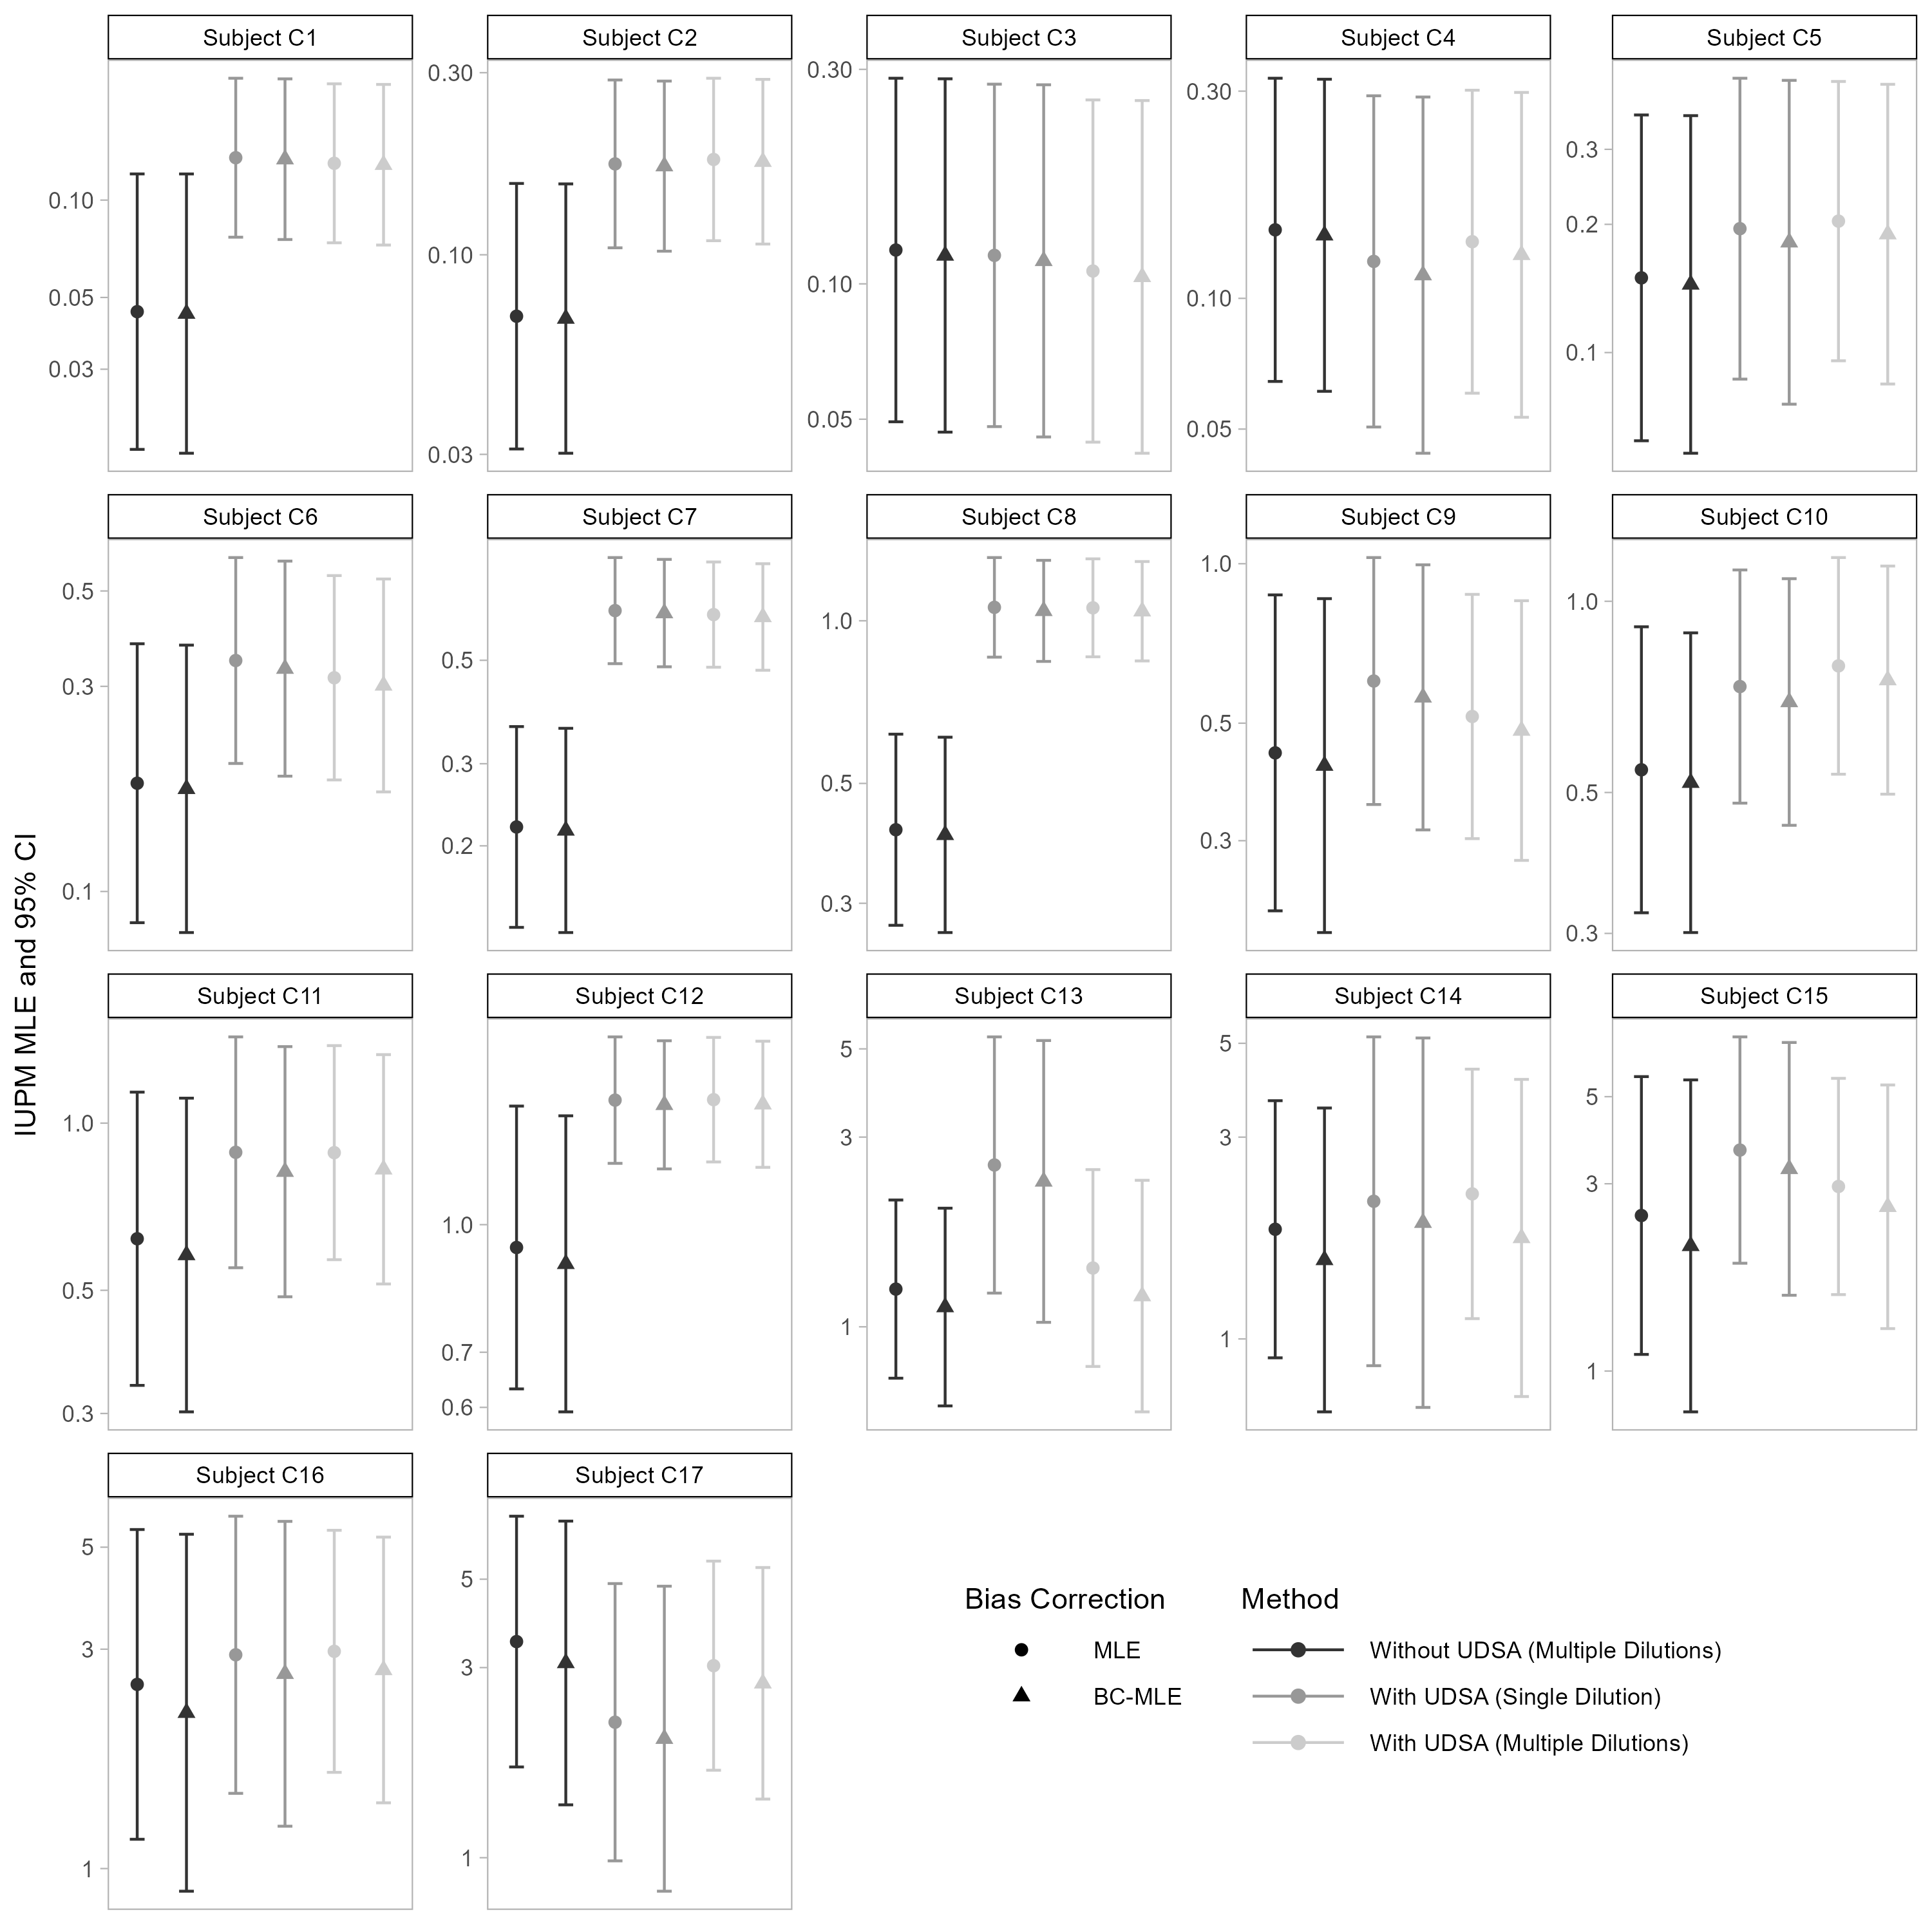 Subject C1
Subject C2
Subject C3
Subject C4
Subject C5
0.10
0.05
0.03
0.30
0.10
0.03
0.30
0.10
0.05
0.30
0.10
0.05
0.3
0.2
0.1
Subject C6
Subject C7
Subject C8
Subject C9
Subject C10
0.5
0.3
0.1
0.5
0.3
0.2
1.0
0.5
0.3
1.0
0.5
0.3
1.0
0.5
0.3
IUPM MLE and 95% CI
Subject C11
Subject C12
Subject C13
Subject C14
Subject C15
1.0
0.5
0.3
1.0
0.7
0.6
5
3
1
5
3
1
5
3
1
Subject C16
Subject C17
5
3
1
5
3
1
Bias Correction
MLE
BC-MLE
Method
Without UDSA (Multiple Dilutions)
With UDSA (Single Dilution)
With UDSA (Multiple Dilutions)